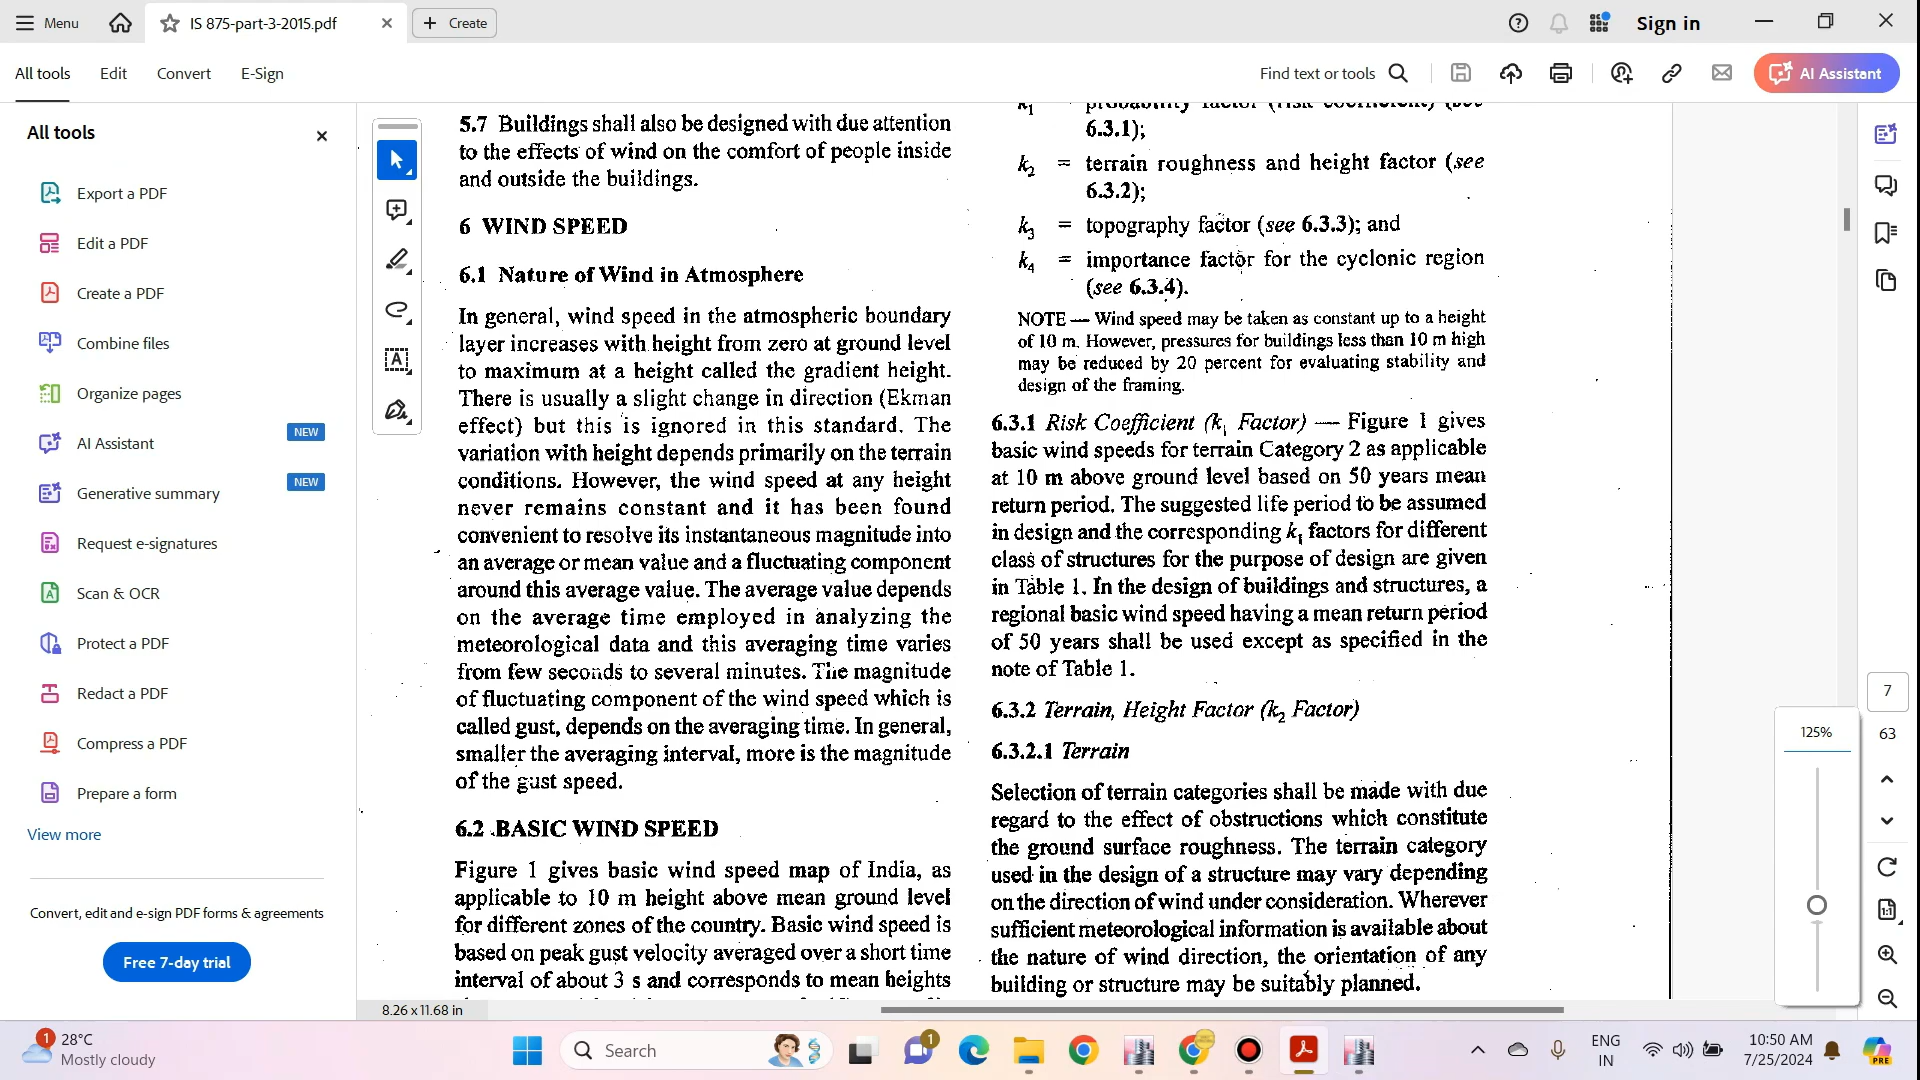 Menu
IS 875-part-3-2015.pdf
Create
Sign in
All tools
Edit
Convert
E-Sign
Find text or tools
AI Assistant
All tools
Export a PDF
Edit a PDF
Create a PDF
Combine files
Organize pages
AI Assistant
NEW
Generative summary
NEW
Request e-signatures
Scan & OCR
Protect a PDF
Redact a PDF
Compress a PDF
Prepare a form
View more
Convert, edit and e-sign PDF forms & agreements
Free 7-day trial
5.7 Buildings shall also be designed with due attention
to the effects of wind on the comfort of people inside
and outside the buildings.
6 WIND SPEED
6.1 Nature of Wind in Atmosphere
In general, wind speed in the atmospheric boundary
layer increases with height from zero at ground level
to maximum at a height called the gradient height.
There is usually a slight change in direction (Ekman
effect) but this is ignored in this standard. The
variation with height depends primarily on the terrain
conditions. However, the wind speed at any height
never remains constant and it has been found
convenient to resolve its instantaneous magnitude into
an average or mean value and a fluctuating component
around this average value. The average value depends
on the average time employed in analyzing the
meteorological data and this averaging time varies
from few seconds to several minutes. The magnitude
of fluctuating component of the wind speed which is
called gust, depends on the averaging time. In general,
smaller the averaging interval, more is the magnitude
of the gust speed.
6.2 BASIC WIND SPEED
Figure 1 gives basic wind speed map of India, as
applicable to 10 m height above mean ground level
for different zones of the country. Basic wind speed is
based on peak gust velocity averaged over a short time
interval of about 3 s and corresponds to mean heights
k1 probability factor (risk coefficient) (see
6.3.1);
k2 = terrain roughness and height factor (see
6.3.2);
k3 = topography factor (see 6.3.3); and
k4 = importance factor for the cyclonic region
(see 6.3.4).
NOTE — Wind speed may be taken as constant up to a height
of 10 m. However, pressures for buildings less than 10 m high
may be reduced by 20 percent for evaluating stability and
design of the framing.
6.3.1 Risk Coefficient (k1 Factor) — Figure 1 gives
basic wind speeds for terrain Category 2 as applicable
at 10 m above ground level based on 50 years mean
return period. The suggested life period to be assumed
in design and the corresponding k1 factors for different
class of structures for the purpose of design are given
in Table 1. In the design of buildings and structures, a
regional basic wind speed having a mean return period
of 50 years shall be used except as specified in the
note of Table 1.
6.3.2 Terrain, Height Factor (k2 Factor)
6.3.2.1 Terrain
Selection of terrain categories shall be made with due
regard to the effect of obstructions which constitute
the ground surface roughness. The terrain category
used in the design of a structure may vary depending
on the direction of wind under consideration. Wherever
sufficient meteorological information is available about
the nature of wind direction, the orientation of any
building or structure may be suitably planned.
8.26 x 11.68 in
7
63
125%
1
28°C
Mostly cloudy
Search
1
ENG
IN
10:50 AM
7/25/2024
PRE